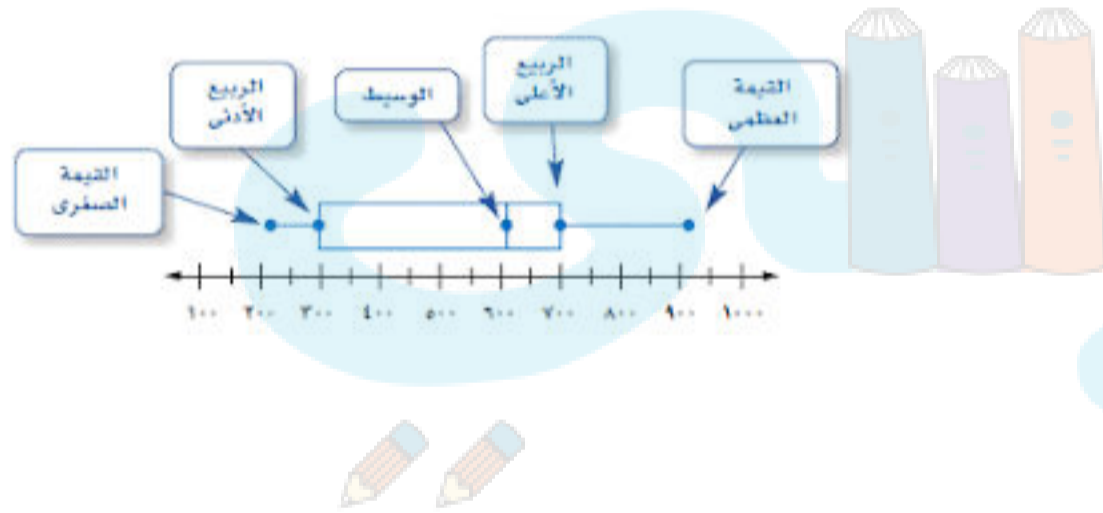 القيمة
الصغرى
الربيع
الأدنى
الوسيط
الربيع
الأعلى
القيمة
العظمى
١٠٠ ٢٠٠ ٣٠٠ ٤٠٠ ٥٠٠ ٦٠٠ ٧٠٠ ٨٠٠ ٩٠٠ ١٠٠٠